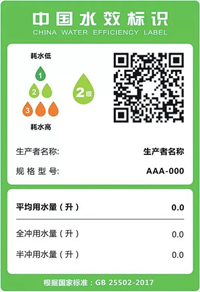 中国水效标识
CHINA WATER EFFICIENCY LABEL
耗水低
1
2
3
耗水高
2级
生产者名称: 生产者名称
规格型号: AAA-000
平均用水量（升） 0.0
全冲用水量（升） 0.0
半冲用水量（升） 0.0
根据国家标准：GB 25502-2017